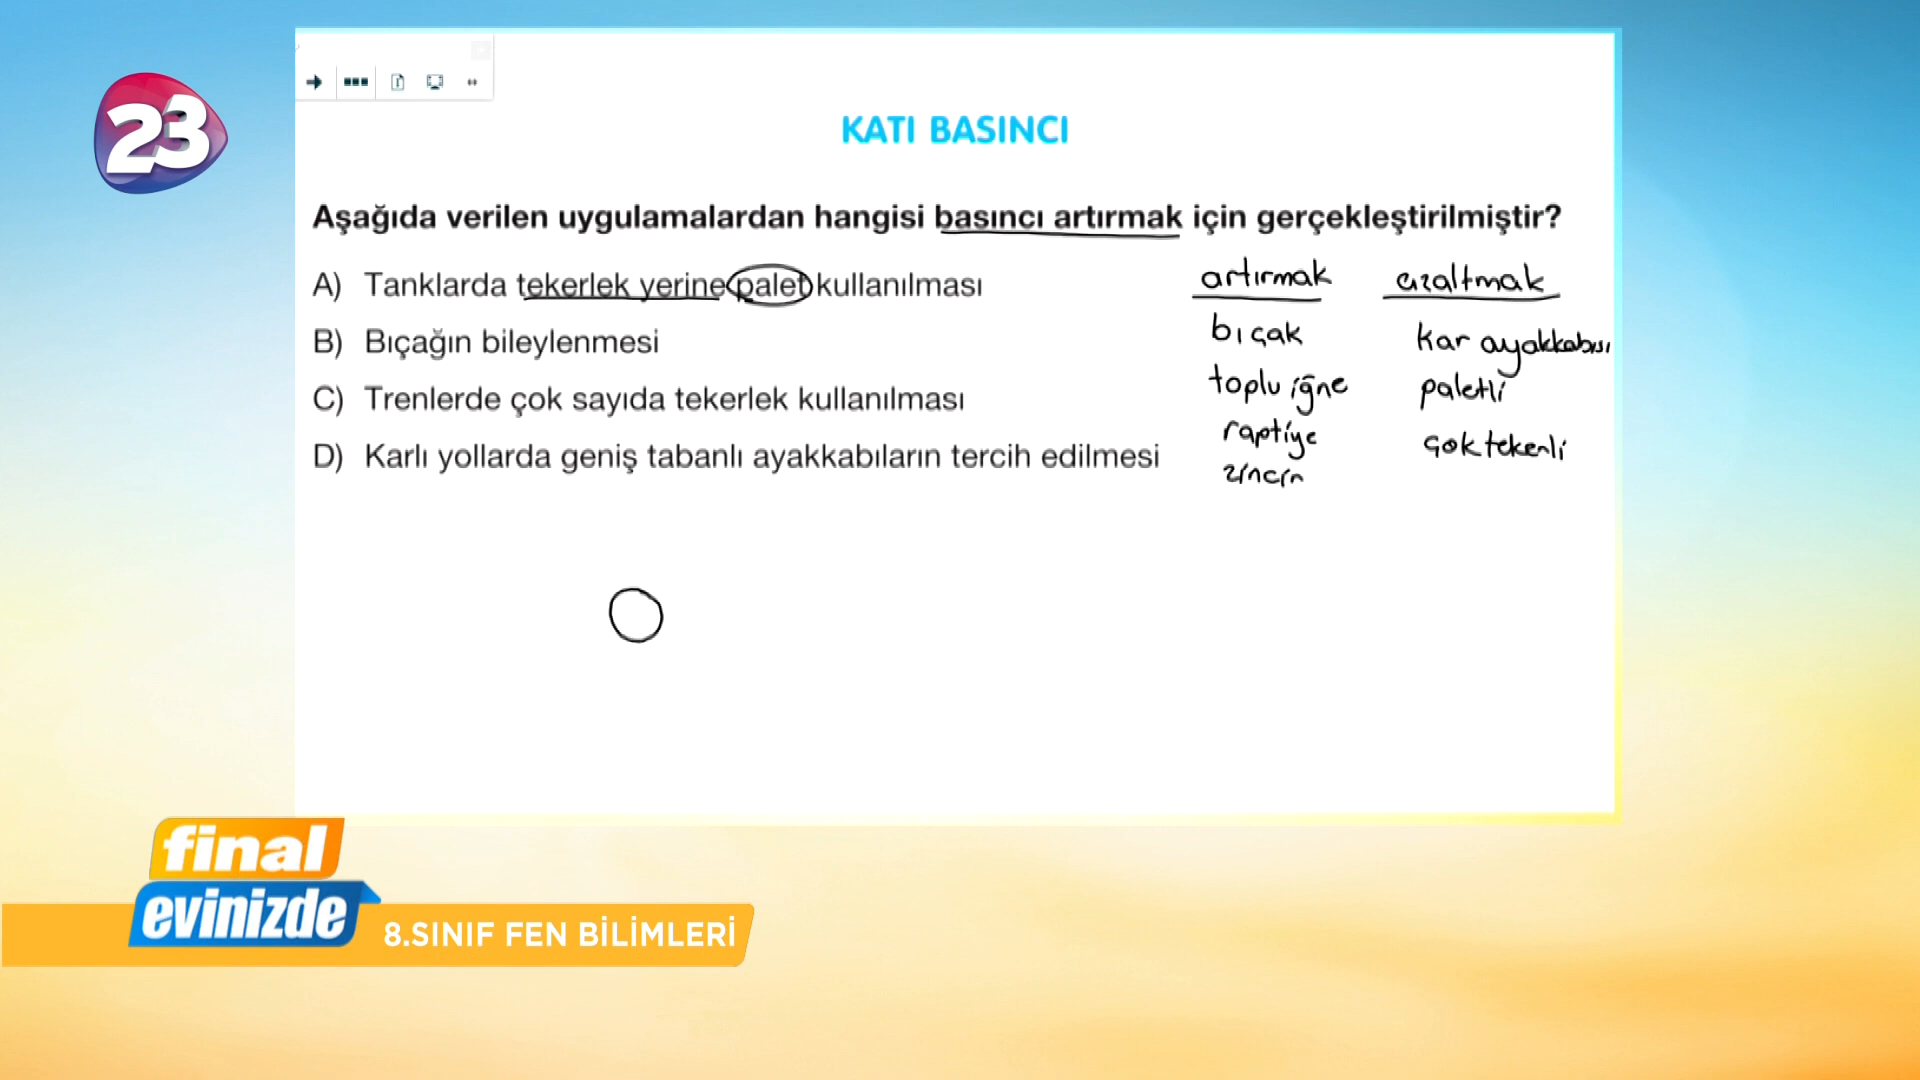 23
KATI BASINCI
Aşağıda verilen uygulamalardan hangisi basıncı artırmak için gerçekleştirilmiştir?
A) Tanklarda tekerlek yerine palet kullanılması
B) Bıçağın bileylenmesi
C) Trenlerde çok sayıda tekerlek kullanılması
D) Karlı yollarda geniş tabanlı ayakkabıların tercih edilmesi
artırmak
bıçak
toplu iğne
raptiye
zincir
azaltmak
kar ayakkabısı
paletli
çok tekerli
final
evinizde
8.SINIF FEN BİLİMLERİ